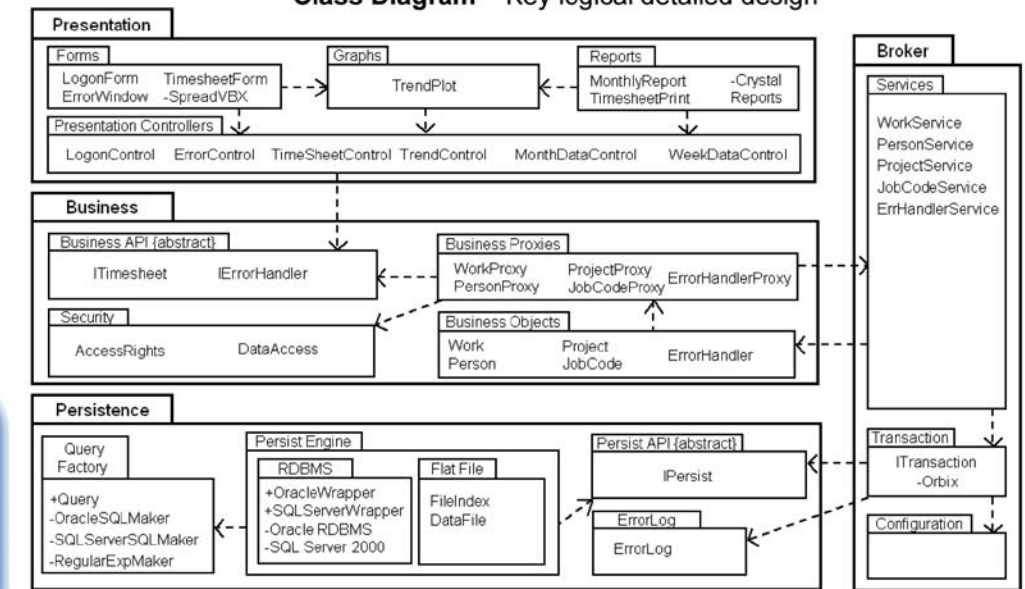 Class Diagram – Key logical detailed design
Presentation
Forms
LogonForm TimesheetForm
ErrorWindow -SpreadVBX
Graphs
TrendPlot
Reports
MonthlyReport -Crystal
TimesheetPrint Reports
Presentation Controllers
LogonControl ErrorControl TimeSheetControl TrendControl MonthDataControl WeekDataControl
Business
Business API {abstract}
ITimesheet IErrorHandler
Business Proxies
WorkProxy ProjectProxy ErrorHandlerProxy
PersonProxy JobCodeProxy
Security
AccessRights DataAccess
Business Objects
Work Project ErrorHandler
Person JobCode
Persistence
Query
Factory
+Query
-OracleSQLMaker
-SQLServerSQLMaker
-RegularExpMaker
Persist Engine
RDBMS
+OracleWrapper
+SQLServerWrapper
-Oracle RDBMS
-SQL Server 2000
Flat File
FileIndex
DataFile
Persist API {abstract}
IPersist
ErrorLog
ErrorLog
Broker
Services
WorkService
PersonService
ProjectService
JobCodeService
ErrHandlerService
Transaction
ITransaction
-Orbix
Configuration